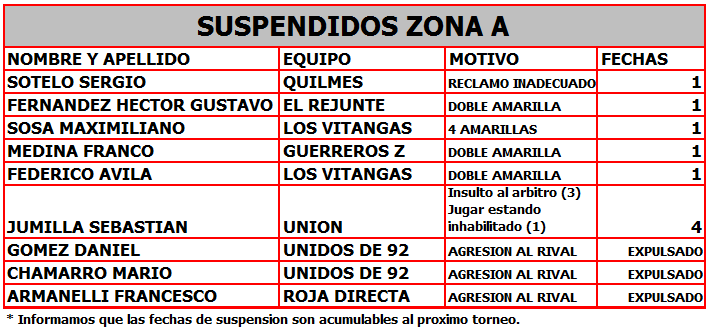 SUSPENDIDOS ZONA A
NOMBRE Y APELLIDO EQUIPO MOTIVO FECHAS
SOTELO SERGIO QUILMES RECLAMO INADECUADO 1
FERNANDEZ HECTOR GUSTAVO EL REJUNTE DOBLE AMARILLA 1
SOSA MAXIMILIANO LOS VITANGAS 4 AMARILLAS 1
MEDINA FRANCO GUERREROS Z DOBLE AMARILLA 1
FEDERICO AVILA LOS VITANGAS DOBLE AMARILLA 1
Insulto al arbitro (3)
Jugar estando
JUMILLA SEBASTIAN UNION inhabilitado (1) 4
GOMEZ DANIEL UNIDOS DE 92 AGRESION AL RIVAL EXPULSADO
CHAMARRO MARIO UNIDOS DE 92 AGRESION AL RIVAL EXPULSADO
ARMANELLI FRANCESCO ROJA DIRECTA AGRESION AL RIVAL EXPULSADO
* Informamos que las fechas de suspension son acumulables al proximo torneo.